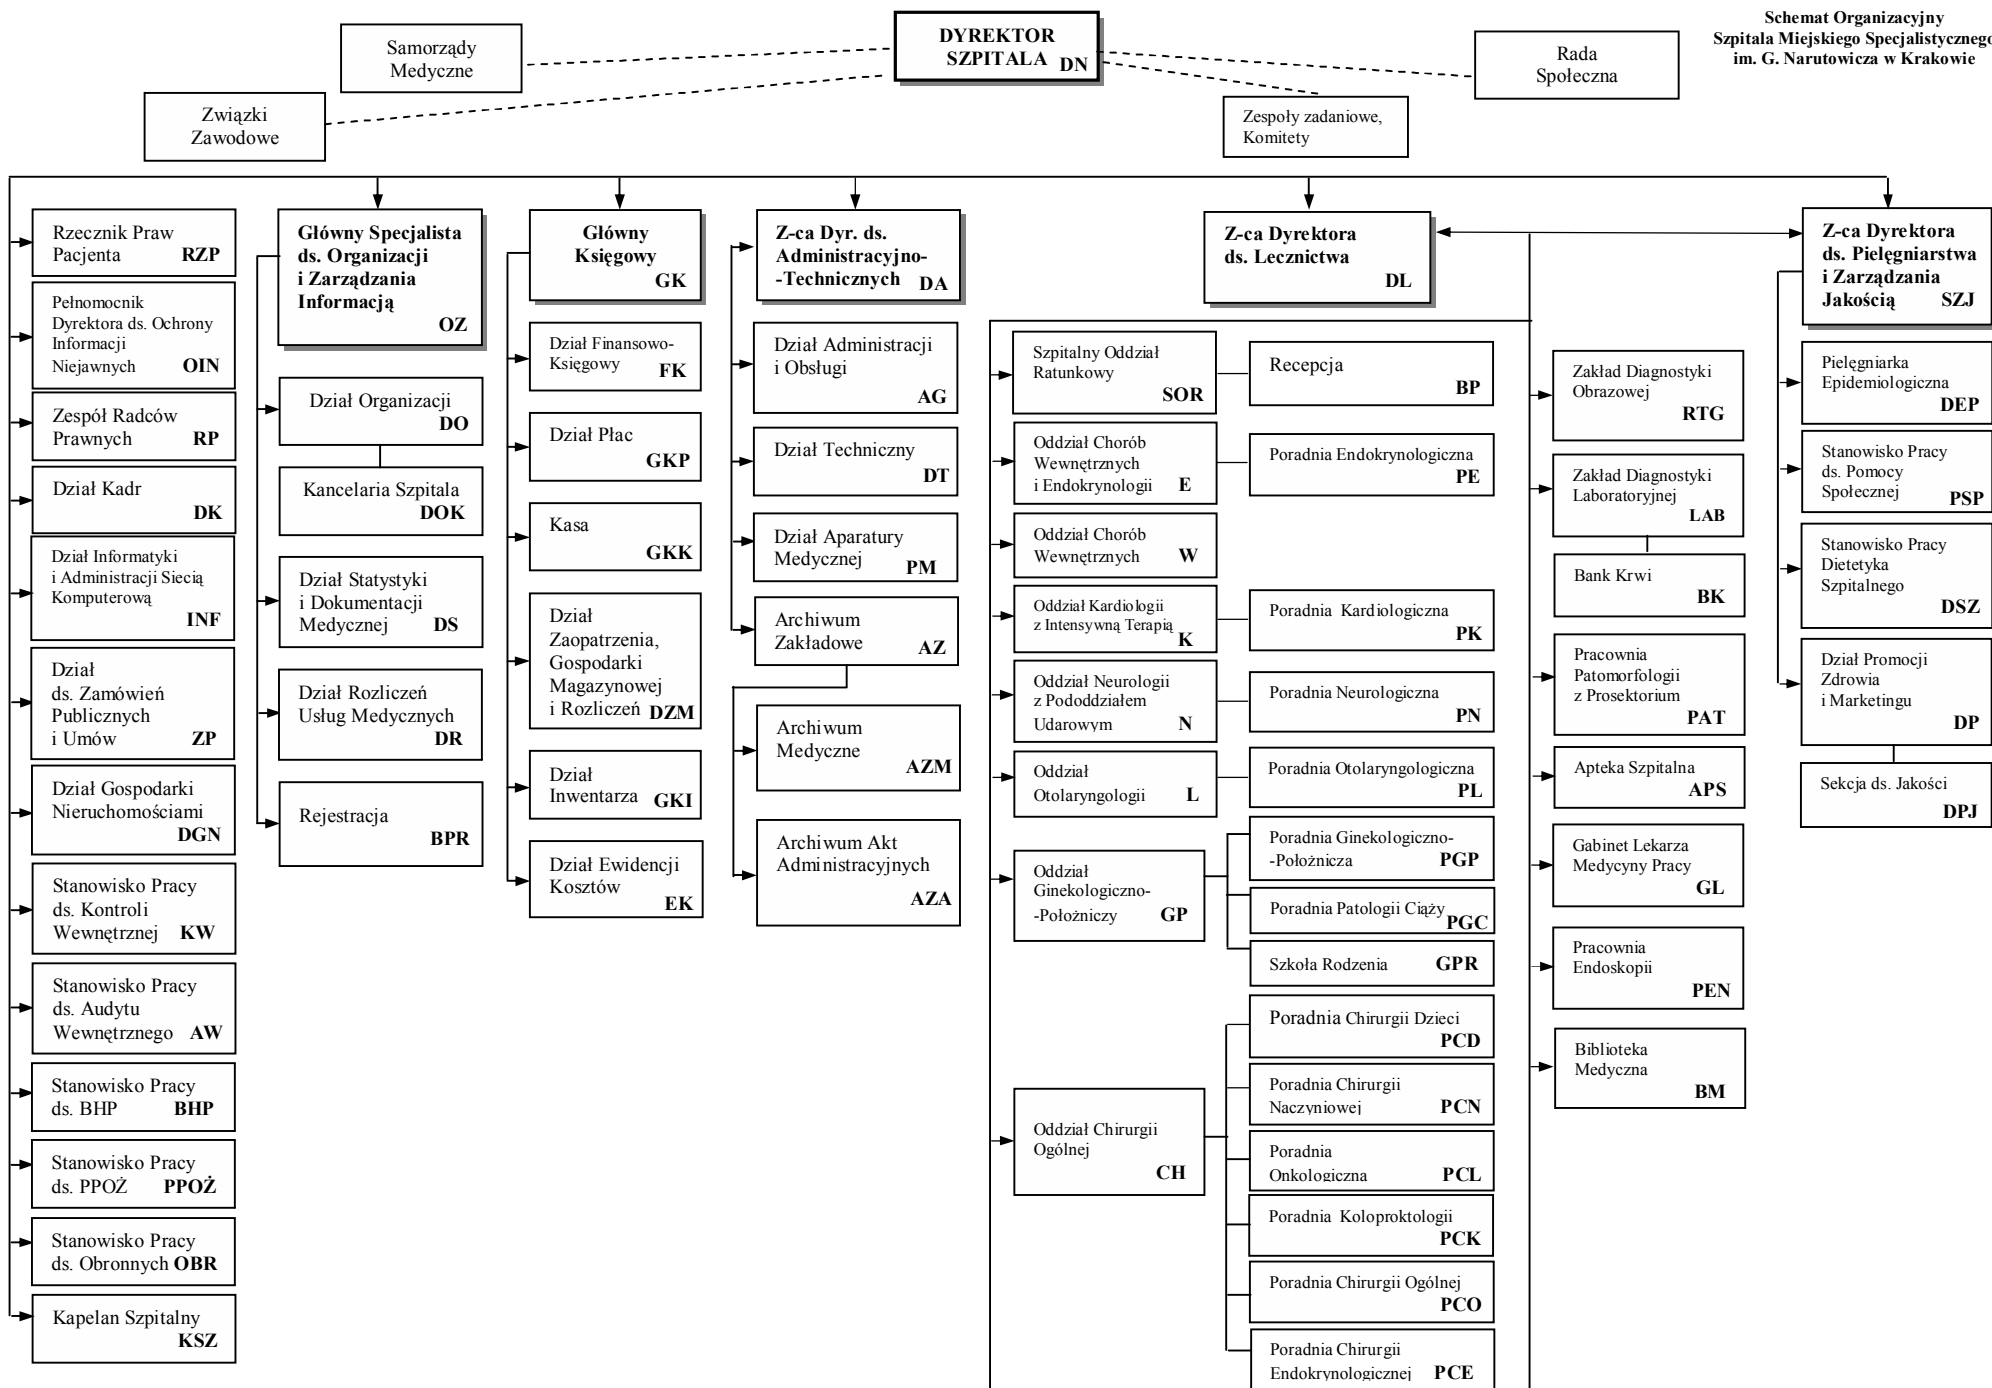 Schemat Organizacyjny
Szpitala Miejskiego Specjalistycznego
im. G. Narutowicza w Krakowie
DYREKTOR
SZPITALA DN
Samorządy
Medyczne
Rada
Społeczna
Związki
Zawodowe
Zespoły zadaniowe,
Komitety
Rzecznik Praw
Pacjenta RZP
Pełnomocnik
Dyrektora ds. Ochrony
Informacji
Niejawnych OIN
Zespół Radców
Prawnych RP
Dział Kadr
DK
Dział Informatyki
i Administracji Siecią
Komputerową
INF
Dział
ds. Zamówień
Publicznych
i Umów ZP
Dział Gospodarki
Nieruchomościami
DGN
Stanowisko Pracy
ds. Kontroli
Wewnętrznej KW
Stanowisko Pracy
ds. Audytu
Wewnętrznego AW
Stanowisko Pracy
ds. BHP BHP
Stanowisko Pracy
ds. PPOŻ PPOŻ
Stanowisko Pracy
ds. Obronnych OBR
Kapelan Szpitalny
KSZ
Główny Specjalista
ds. Organizacji
i Zarządzania
Informacją
OZ
Dział Organizacji
DO
Kancelaria Szpitala
DOK
Dział Statystyki
i Dokumentacji
Medycznej DS
Dział Rozliczeń
Usług Medycznych
DR
Rejestracja
BPR
Główny
Księgowy
GK
Dział Finansowo-
Księgowy FK
Dział Płac
GKP
Kasa
GKK
Dział
Zaopatrzenia,
Gospodarki
Magazynowej
i Rozliczeń DZM
Dział
Inwentarza GKI
Dział Ewidencji
Kosztów
EK
Z-ca Dyr. ds.
Administracyjno-
-Technicznych DA
Dział Administracji
i Obsługi
AG
Dział Techniczny
DT
Dział Aparatury
Medycznej PM
Archiwum
Zakładowe AZ
Archiwum
Medyczne
AZM
Archiwum Akt
Administracyjnych
AZA
Z-ca Dyrektora
ds. Lecznictwa
DL
Szpitalny Oddział
Ratunkowy
SOR
Recepcja
BP
Oddział Chorób
Wewnętrznych
i Endokrynologii E
Poradnia Endokrynologiczna
PE
Oddział Chorób
Wewnętrznych W
Oddział Kardiologii
z Intensywną Terapią
K
Poradnia Kardiologiczna
PK
Oddział Neurologii
z Pododdziałem
Udarowym N
Poradnia Neurologiczna
PN
Oddział
Otolaryngologii L
Poradnia Otolaryngologiczna
PL
Oddział
Ginekologiczno-
-Położniczy GP
Poradnia Ginekologiczno-
-Położnicza PGP
Poradnia Patologii Ciąży
PGC
Szkoła Rodzenia GPR
Oddział Chirurgii
Ogólnej
CH
Poradnia Chirurgii Dzieci
PCD
Poradnia Chirurgii
Naczyniowej PCN
Poradnia
Onkologiczna PCL
Poradnia Koloproktologii
PCK
Poradnia Chirurgii Ogólnej
PCO
Poradnia Chirurgii
Endokrynologicznej PCE
Zakład Diagnostyki
Obrazowej
RTG
Zakład Diagnostyki
Laboratoryjnej
LAB
Bank Krwi
BK
Pracownia
Patomorfologii
z Prosektorium
PAT
Apteka Szpitalna
APS
Gabinet Lekarza
Medycyny Pracy
GL
Pracownia
Endoskopii
PEN
Biblioteka
Medyczna
BM
Z-ca Dyrektora
ds. Pielęgniarstwa
i Zarządzania
Jakością SZJ
Pielęgniarka
Epidemiologiczna
DEP
Stanowisko Pracy
ds. Pomocy
Społecznej PSP
Stanowisko Pracy
Dietetyka
Szpitalnego
DSZ
Dział Promocji
Zdrowia
i Marketingu
DP
Sekcja ds. Jakości
DPJ